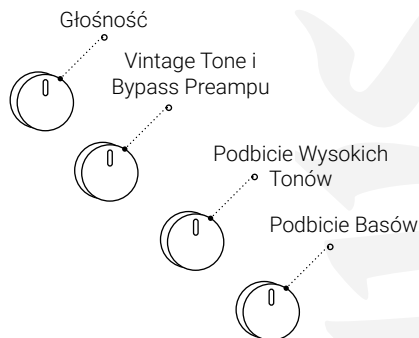 Głośność
Vintage Tone i
Bypass Preampu
Podbicie Wysokich
Tonów
Podbicie Basów